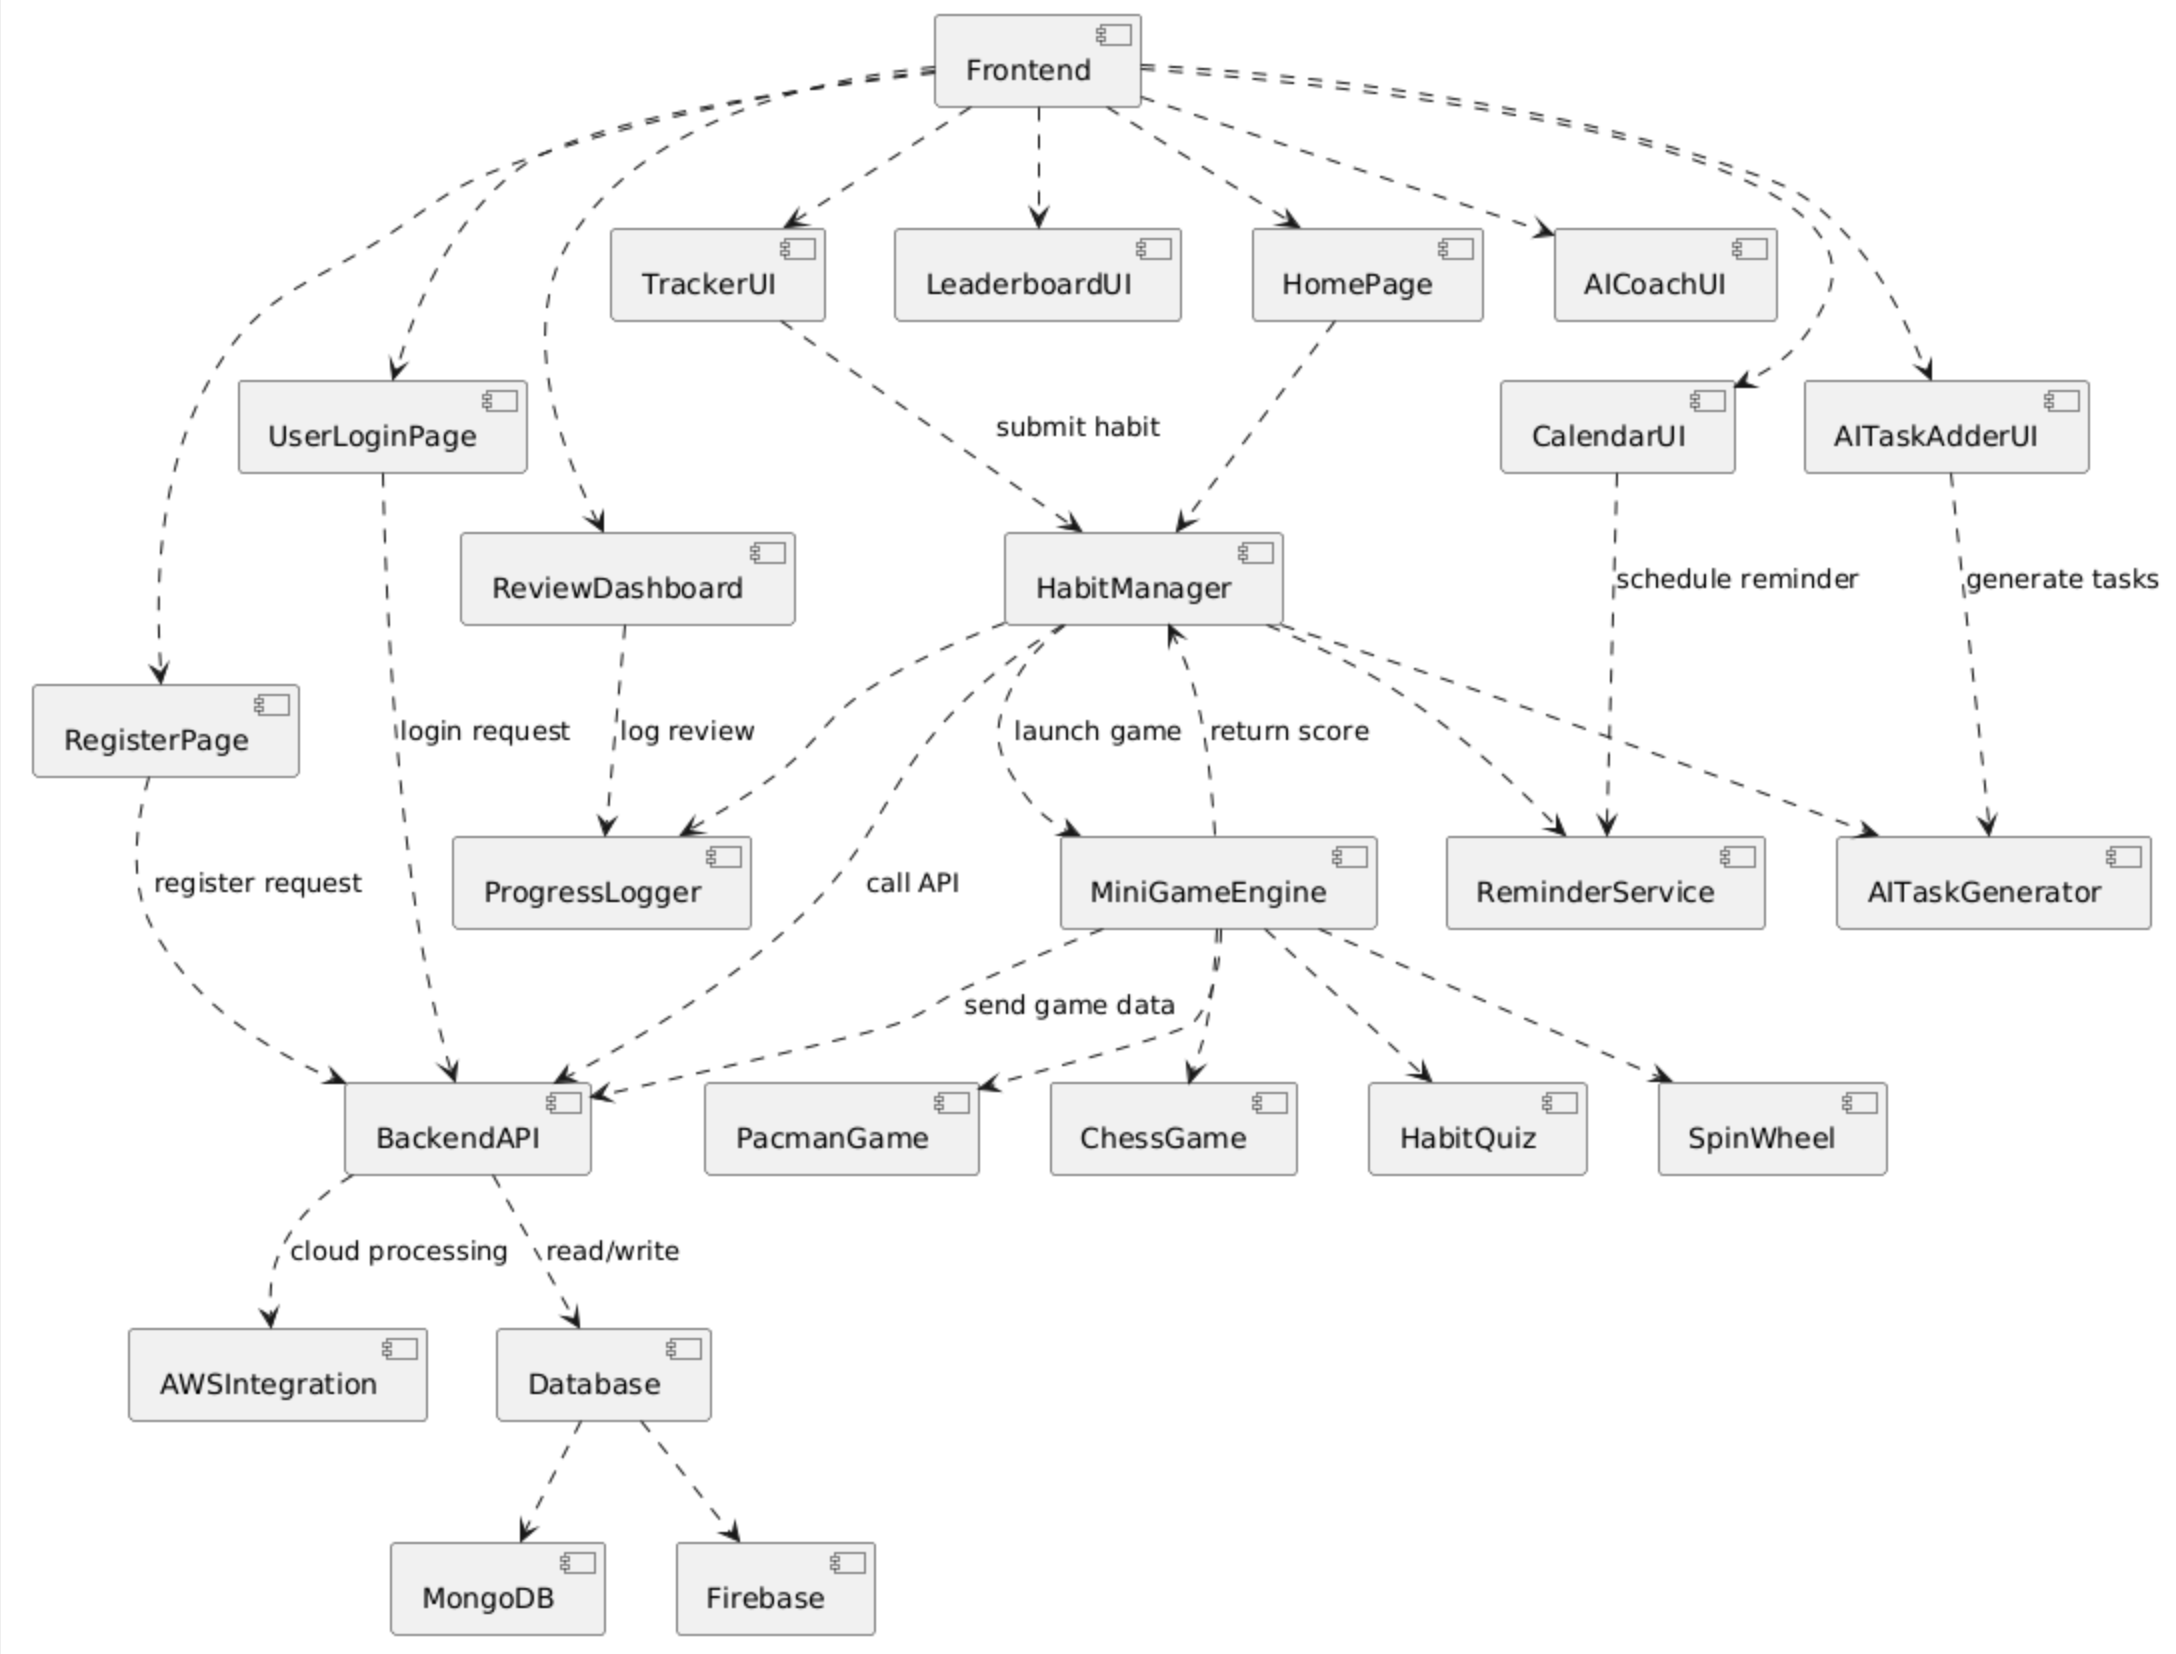 Frontend
TrackerUI
LeaderboardUI
HomePage
AICoachUI
UserLoginPage
submit habit
CalendarUI
AITaskAdderUI
ReviewDashboard
HabitManager
schedule reminder
generate tasks
RegisterPage
login request
log review
launch game
return score
register request
ProgressLogger
call API
MiniGameEngine
ReminderService
AITaskGenerator
send game data
BackendAPI
PacmanGame
ChessGame
HabitQuiz
SpinWheel
cloud processing
read/write
AWSIntegration
Database
MongoDB
Firebase